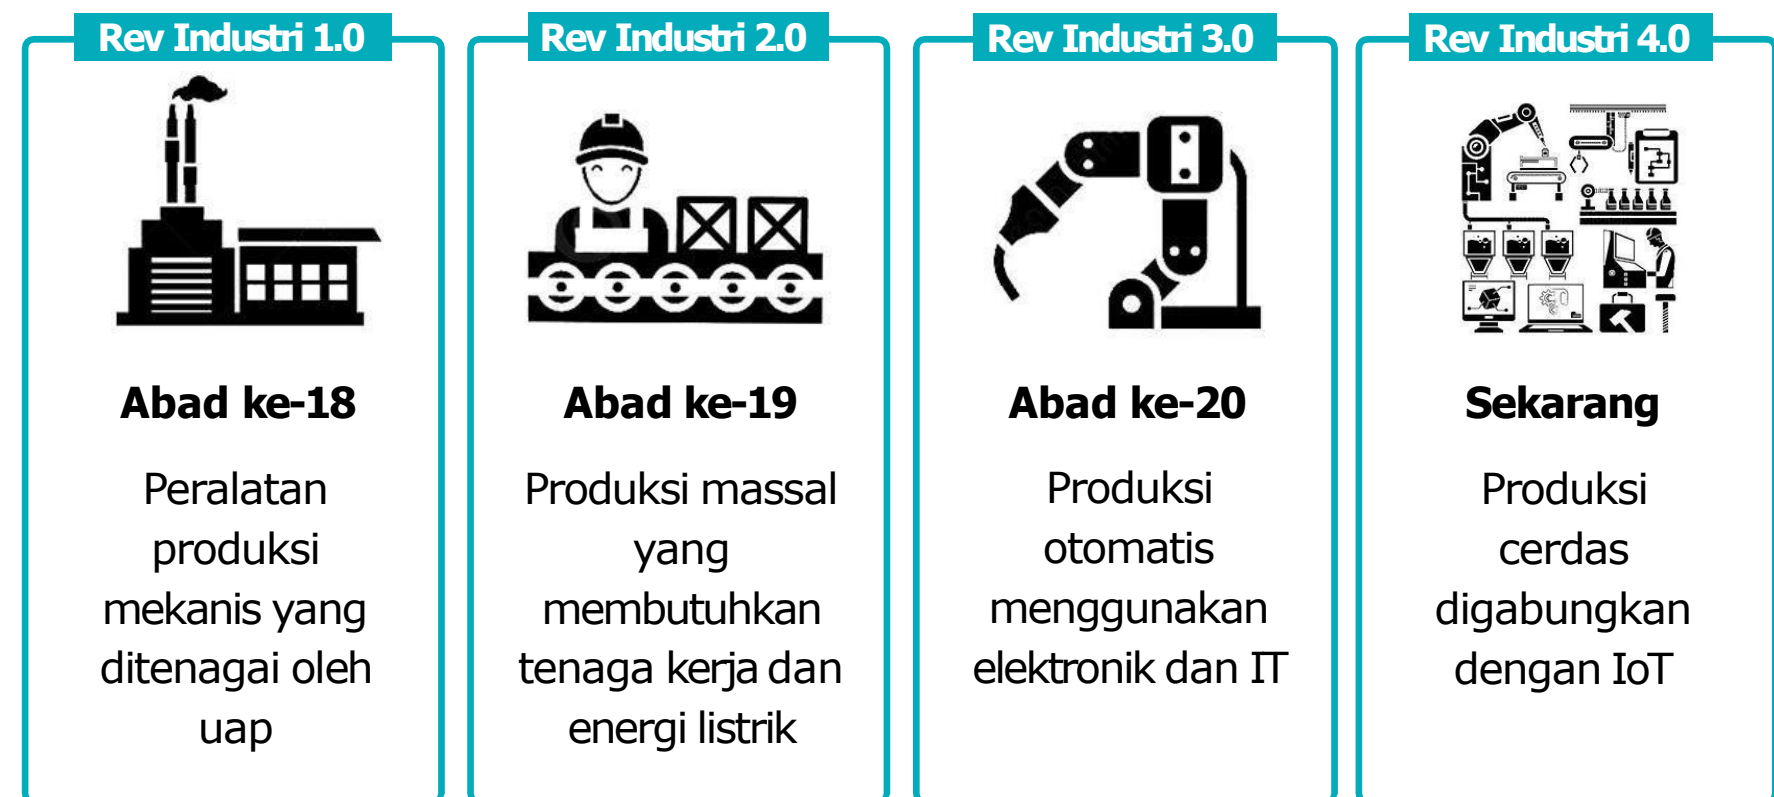 Rev Industri 1.0
Abad ke-18
Peralatan
produksi
mekanis yang
ditenagai oleh
uap
Rev Industri 2.0
Abad ke-19
Produksi massal
yang
membutuhkan
tenaga kerja dan
energi listrik
Rev Industri 3.0
Abad ke-20
Produksi
otomatis
menggunakan
elektronik dan IT
Rev Industri 4.0
Sekarang
Produksi
cerdas
digabungkan
dengan IoT